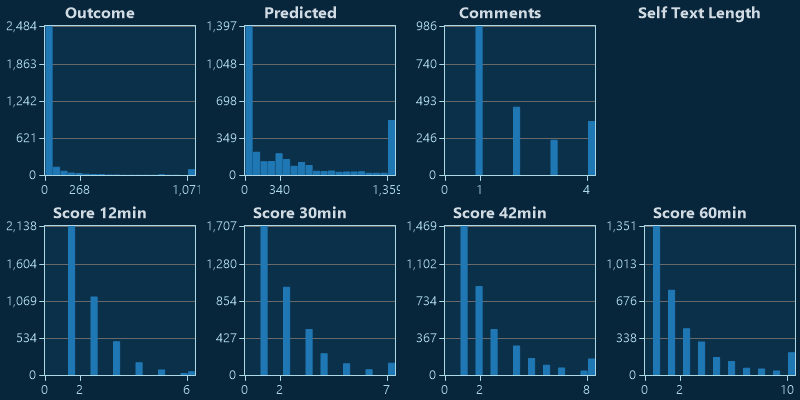 Outcome
2,484
1,863
1,242
621
0
0 268 1,071
Predicted
1,397
1,048
698
349
0
0 340 1,359
Comments
986
740
493
246
0
0 1 4
Self Text Length
Score 12min
2,138
1,604
1,069
534
0
0 2 6
Score 30min
1,707
1,280
854
427
0
0 2 7
Score 42min
1,469
1,102
734
367
0
0 2 8
Score 60min
1,351
1,013
676
338
0
0 2 10